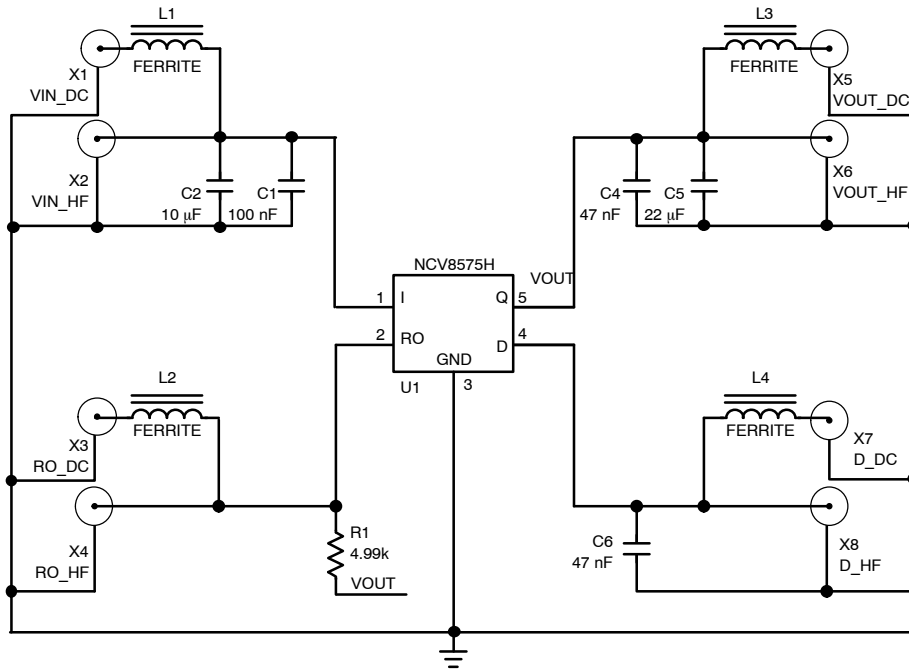 L1
FERRITE
X1
VIN_DC
X2
VIN_HF
C2
10 µF
C1
100 nF
L3
FERRITE
X5
VOUT_DC
X6
VOUT_HF
C4
47 nF
C5
22 µF
NCV8575H
VOUT
1
I
Q
5
2
RO
D
4
GND
U1
3
L2
FERRITE
X3
RO_DC
X4
RO_HF
R1
4.99k
VOUT
L4
FERRITE
X7
D_DC
X8
D_HF
C6
47 nF